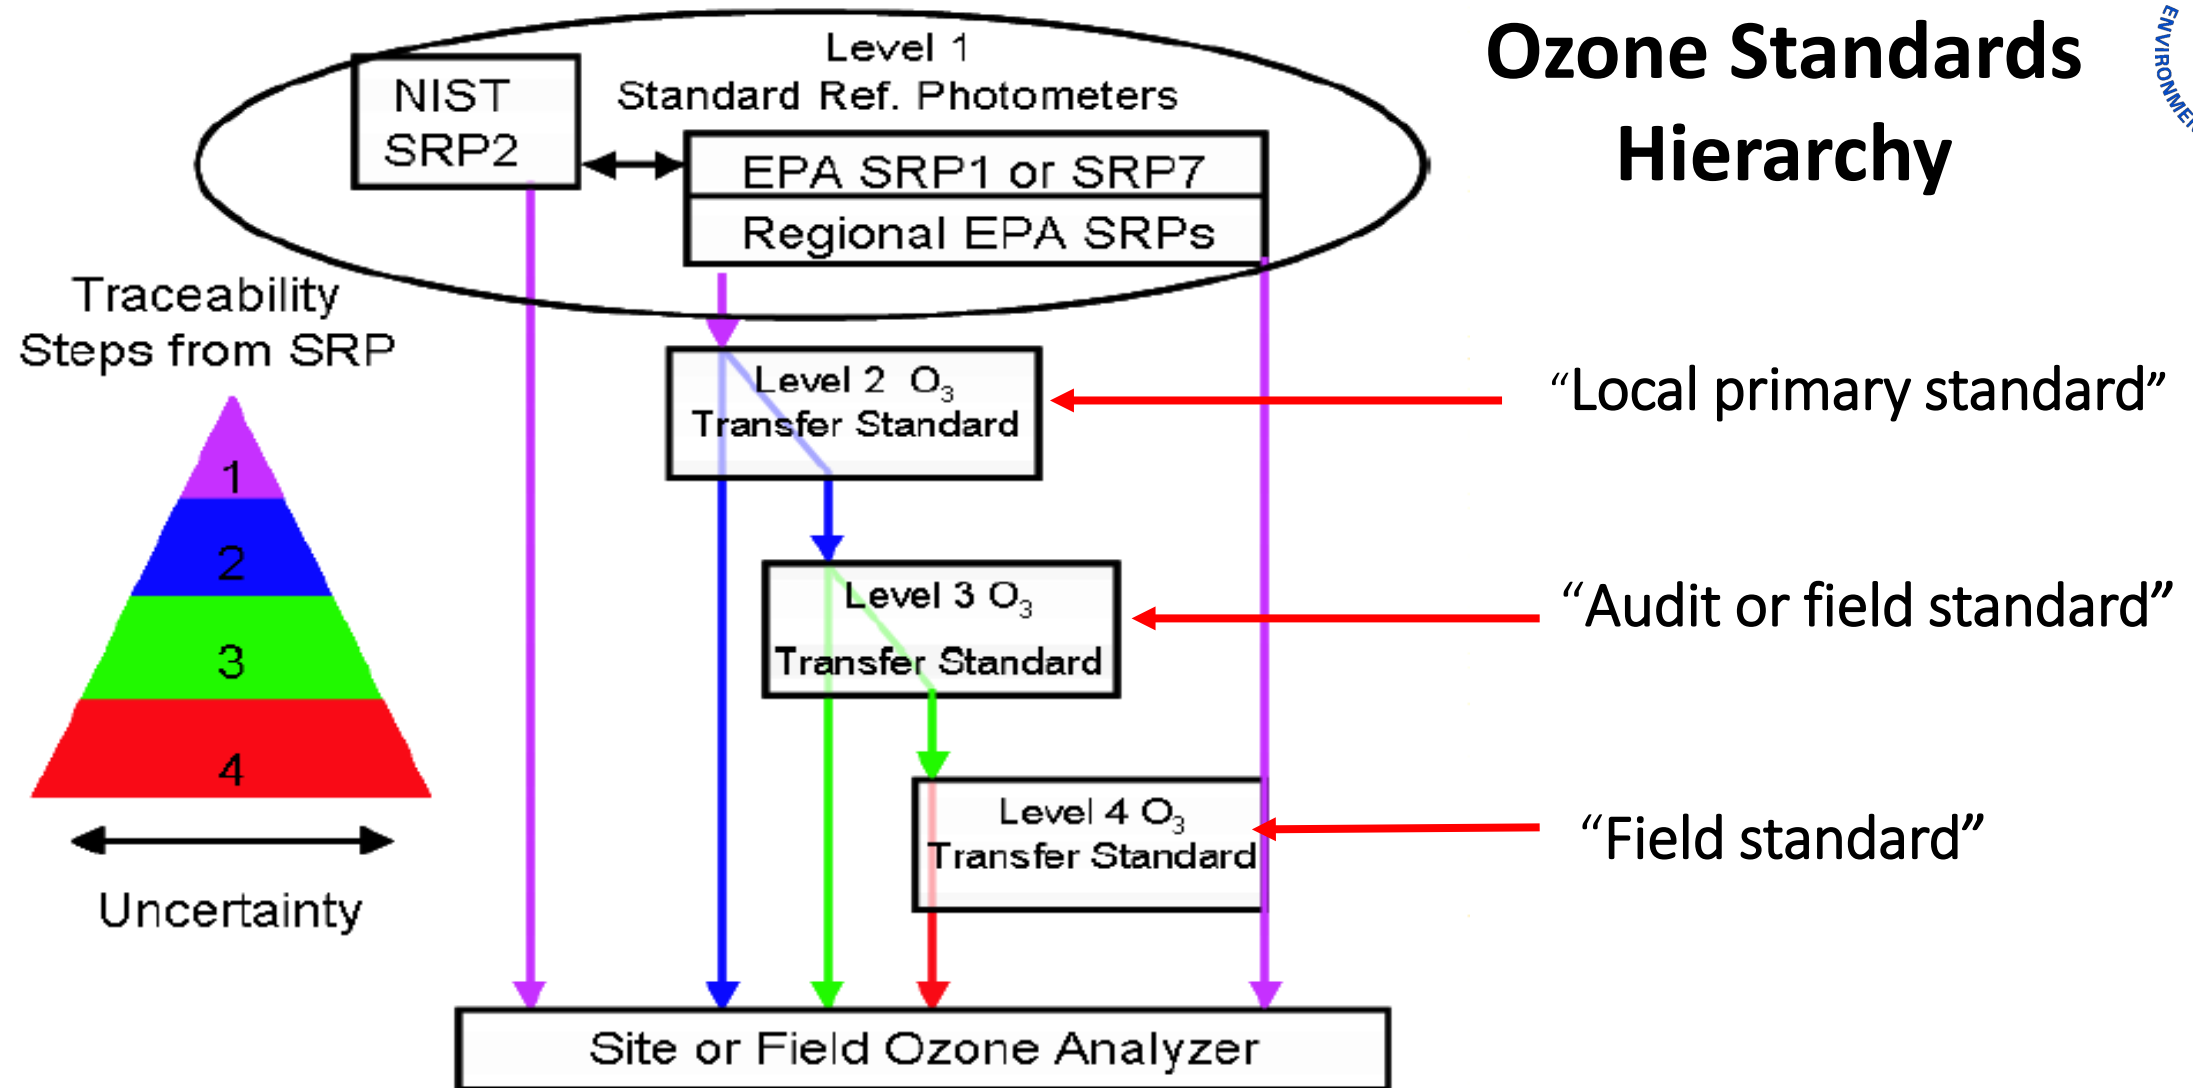 Ozone Standards
Hierarchy
ENVIRONMEN
Level 1
Standard Ref. Photometers
NIST
SRP2
EPA SRP1 or SRP7
Regional EPA SRPs
Traceability
Steps from SRP
1
2
3
4
Uncertainty
Level 2 O₃
Transfer Standard
“Local primary standard”
Level 3 O₃
Transfer Standard
“Audit or field standard”
Level 4 O₃
Transfer Standard
“Field standard”
Site or Field Ozone Analyzer